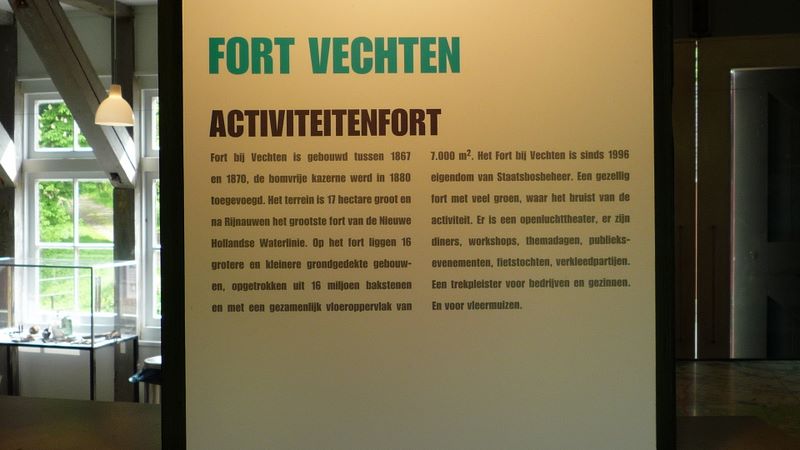 FORT VECHTEN
ACTIVITEITENFORT
Fort bij Vechten is gebouwd tussen 1867
en 1870, de bomvrije kazerne werd in 1880
toegevoegd. Het terrein is 17 hectare groot en
na Rijnauwen het grootste fort van de Nieuwe
Hollandse Waterlinie. Op het fort liggen 16
grotere en kleinere grondgedekte gebouw-
en, opgetrokken uit 16 miljoen bakstenen
en met een gezamenlijk vloeroppervlak van
7.000 m². Het Fort bij Vechten is sinds 1996
eigendom van Staatsbosbeheer. Een gezellig
fort met veel groen, waar het bruist van de
activiteit. Er is een openluchttheater, er zijn
diners, workshops, themadagen, publieks-
evenementen, fietstochten, verkleedpartijen.
Een trekpleister voor bedrijven en gezinnen.
En voor vleermuizen.